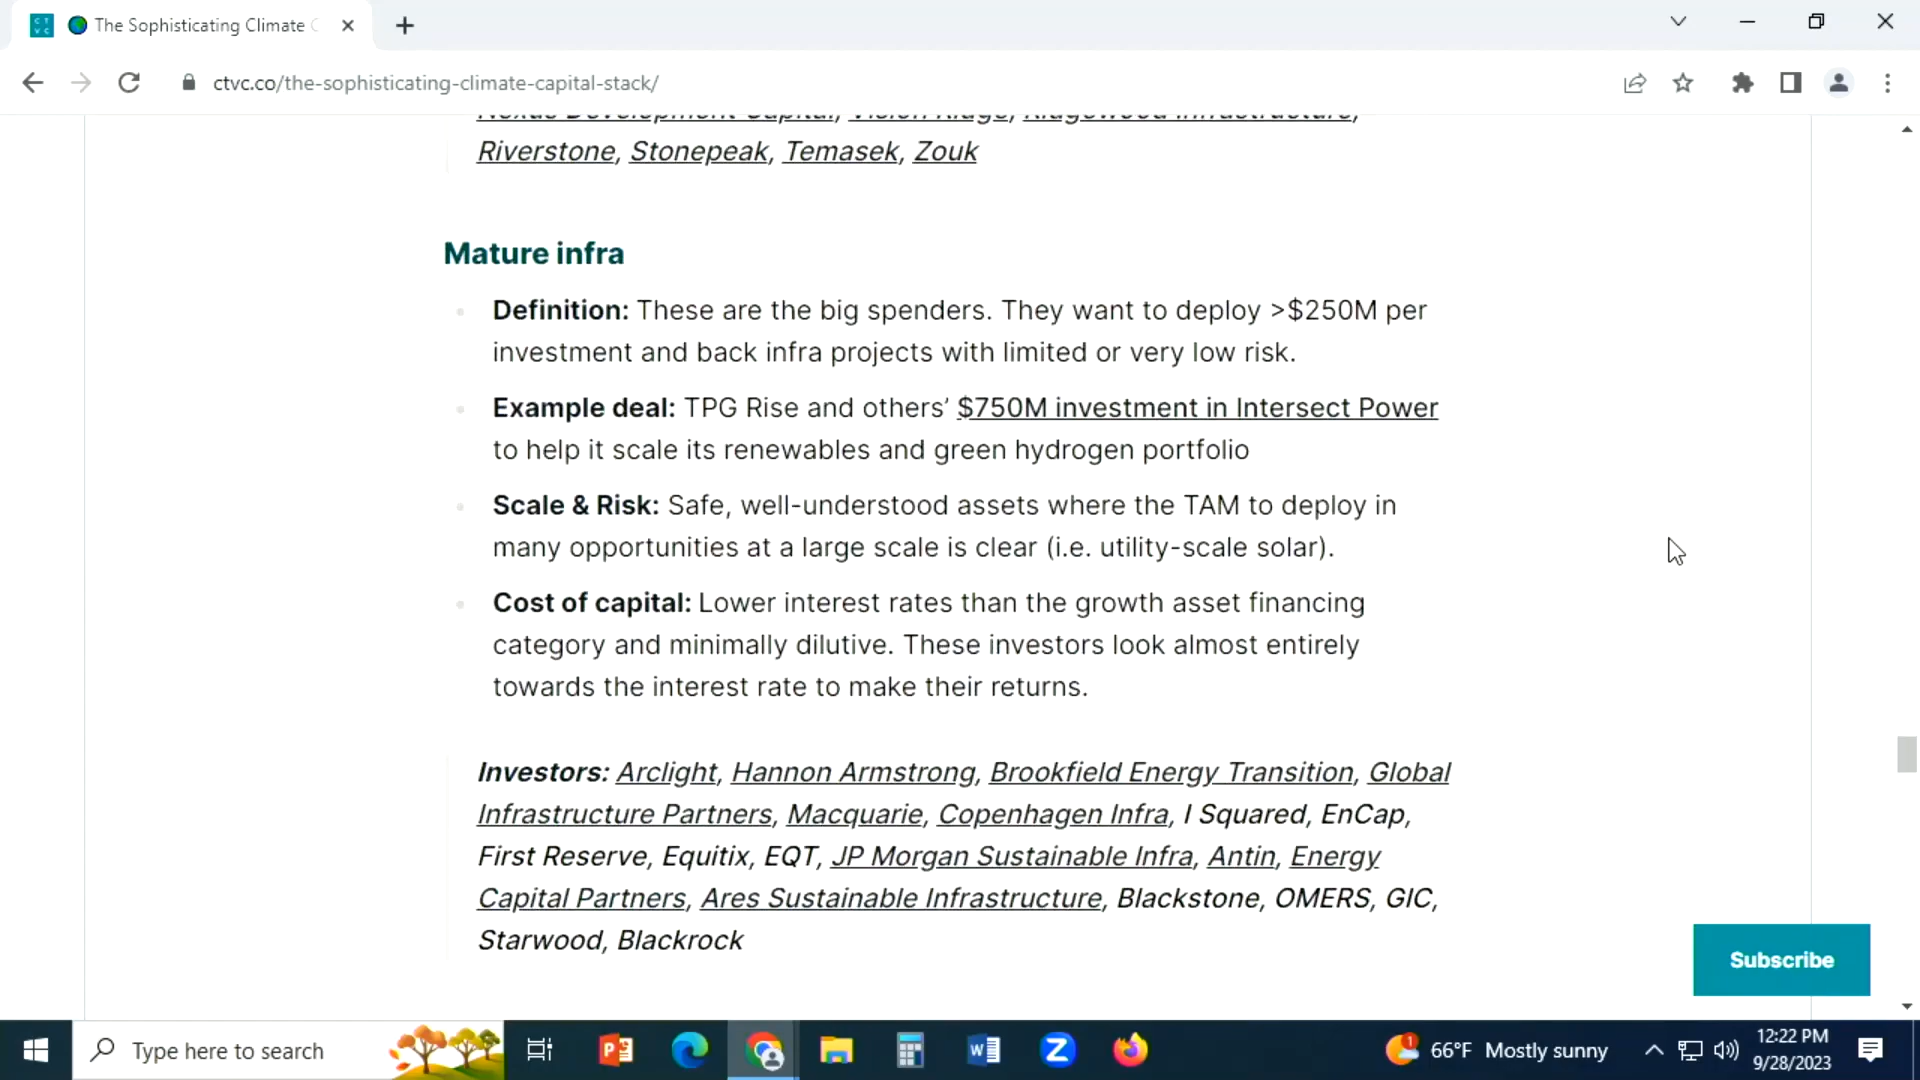 C T
V C
The Sophisticating Climate
ctvc.co/the-sophisticating-climate-capital-stack/
Nexus Development Capital, Vision Ridge, Ridgewood Infrastructure,
Riverstone, Stonepeak, Temasek, Zouk
Mature infra
Definition: These are the big spenders. They want to deploy >$250M per
investment and back infra projects with limited or very low risk.
Example deal: TPG Rise and others’ $750M investment in Intersect Power
to help it scale its renewables and green hydrogen portfolio
Scale & Risk: Safe, well-understood assets where the TAM to deploy in
many opportunities at a large scale is clear (i.e. utility-scale solar).
Cost of capital: Lower interest rates than the growth asset financing
category and minimally dilutive. These investors look almost entirely
towards the interest rate to make their returns.
Investors: Arclight, Hannon Armstrong, Brookfield Energy Transition, Global
Infrastructure Partners, Macquarie, Copenhagen Infra, I Squared, EnCap,
First Reserve, Equitix, EQT, JP Morgan Sustainable Infra, Antin, Energy
Capital Partners, Ares Sustainable Infrastructure, Blackstone, OMERS, GIC,
Starwood, Blackrock
Subscribe
Type here to search
1
66°F Mostly sunny
12:22 PM
9/28/2023